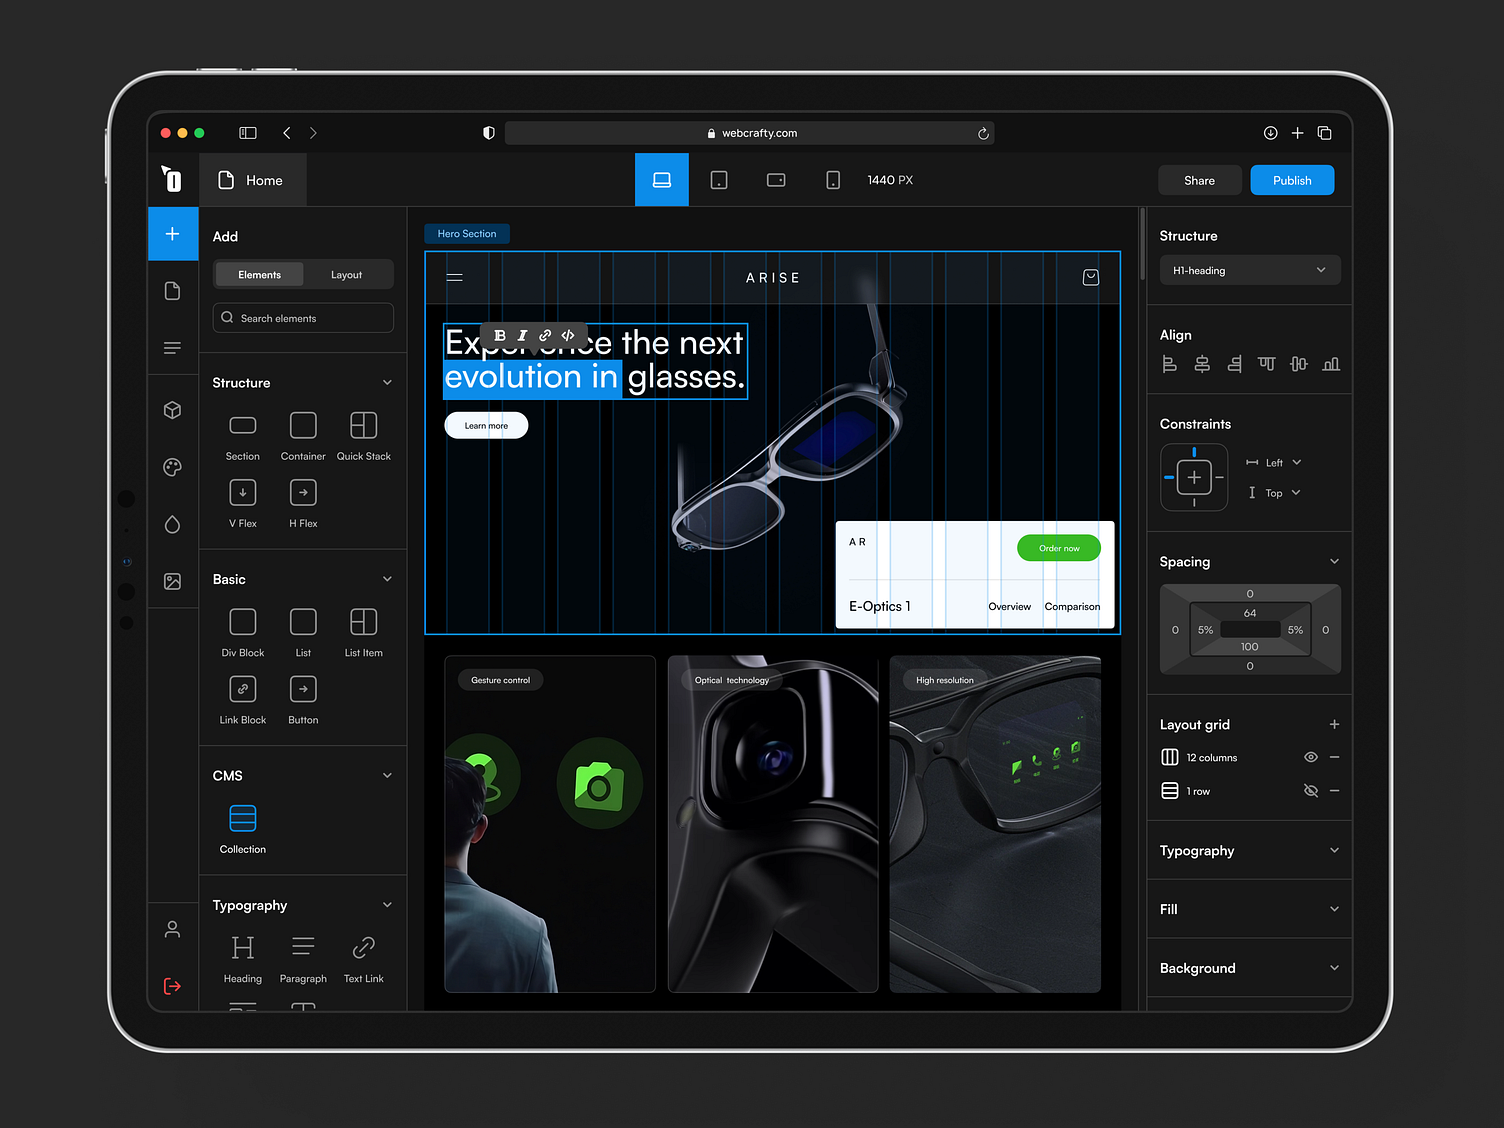 webcrafty.com
Home
1440 PX
Share
Publish
Add
Elements
Layout
Search elements
Structure
Section
Container
Quick Stack
V Flex
H Flex
Basic
Div Block
List
List Item
Link Block
Button
CMS
Collection
Typography
Heading
Paragraph
Text Link
Hero Section
ARISE
B I
Experience the next
evolution in glasses.
Learn more
AR
Order now
E-Optics 1
Overview
Comparison
Gesture control
Optical technology
High resolution
Structure
H1-heading
Align
Constraints
Left
Top
Spacing
0
64
0
5%
5%
0
100
0
Layout grid
12 columns
1 row
Typography
Fill
Background